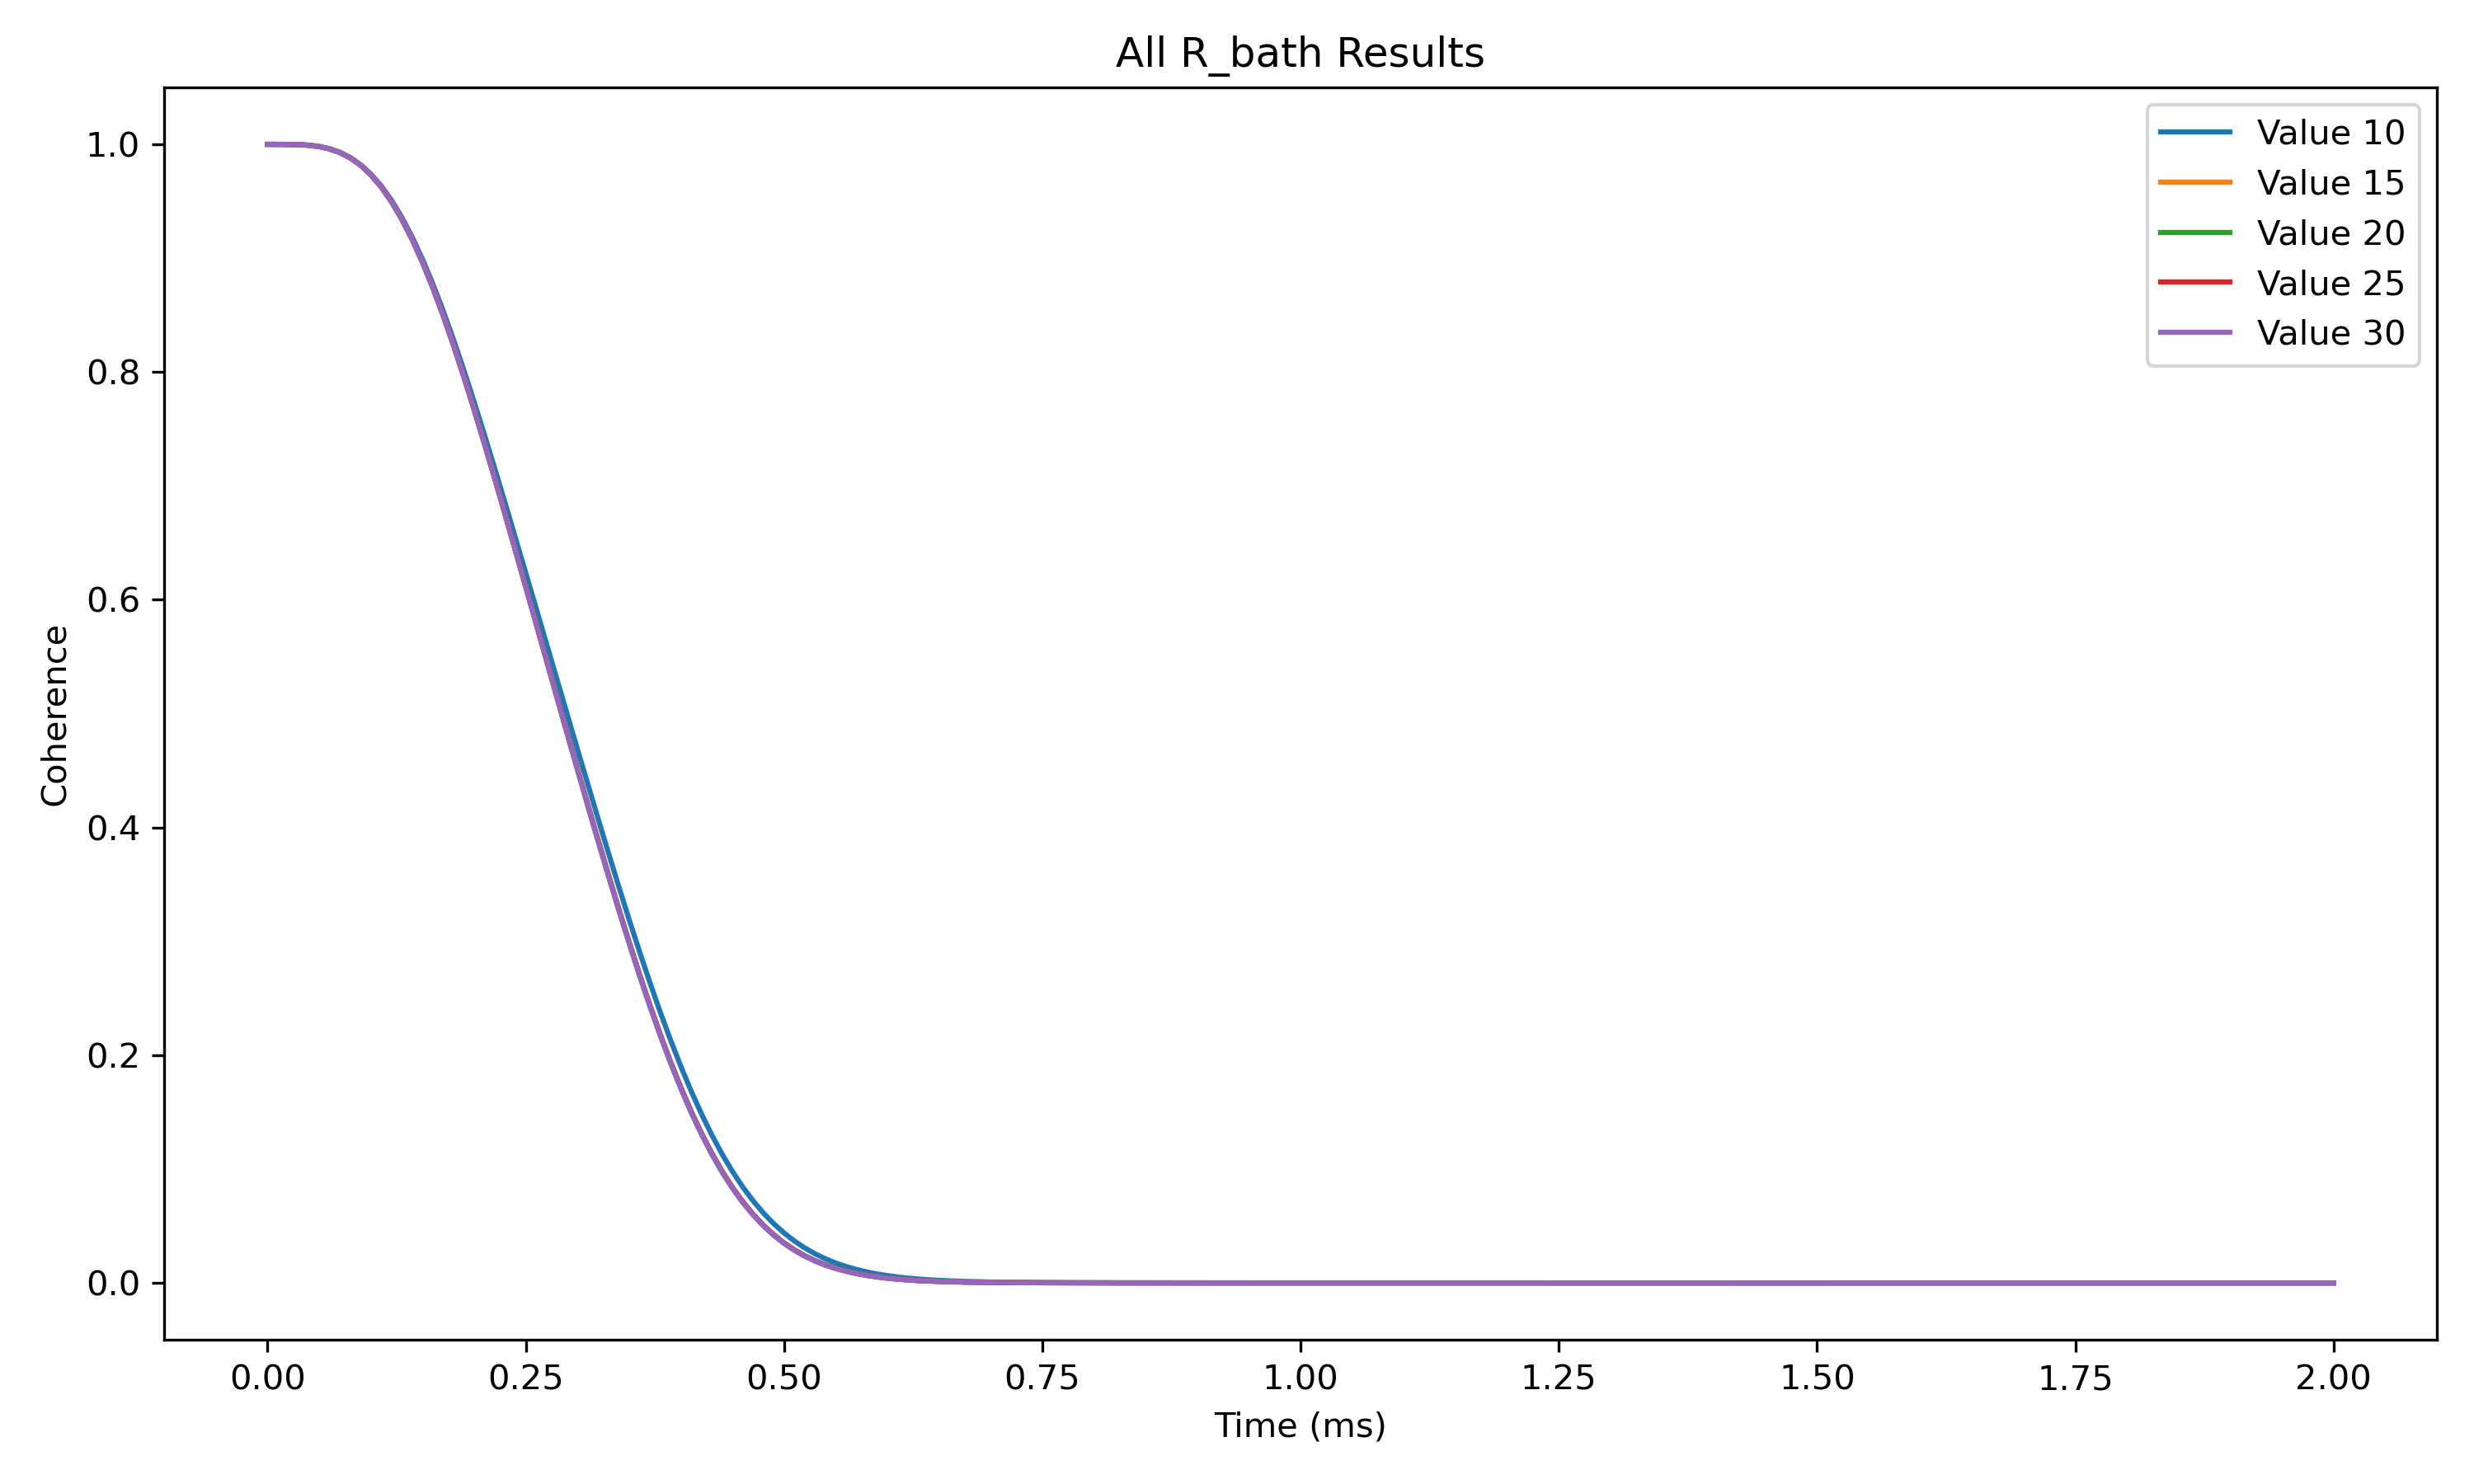 All R_bath Results
Value 10
Value 15
Value 20
Value 25
Value 30
Coherence
1.0
0.8
0.6
0.4
0.2
0.0
0.00 0.25 0.50 0.75 1.00 1.25 1.50 1.75 2.00
Time (ms)